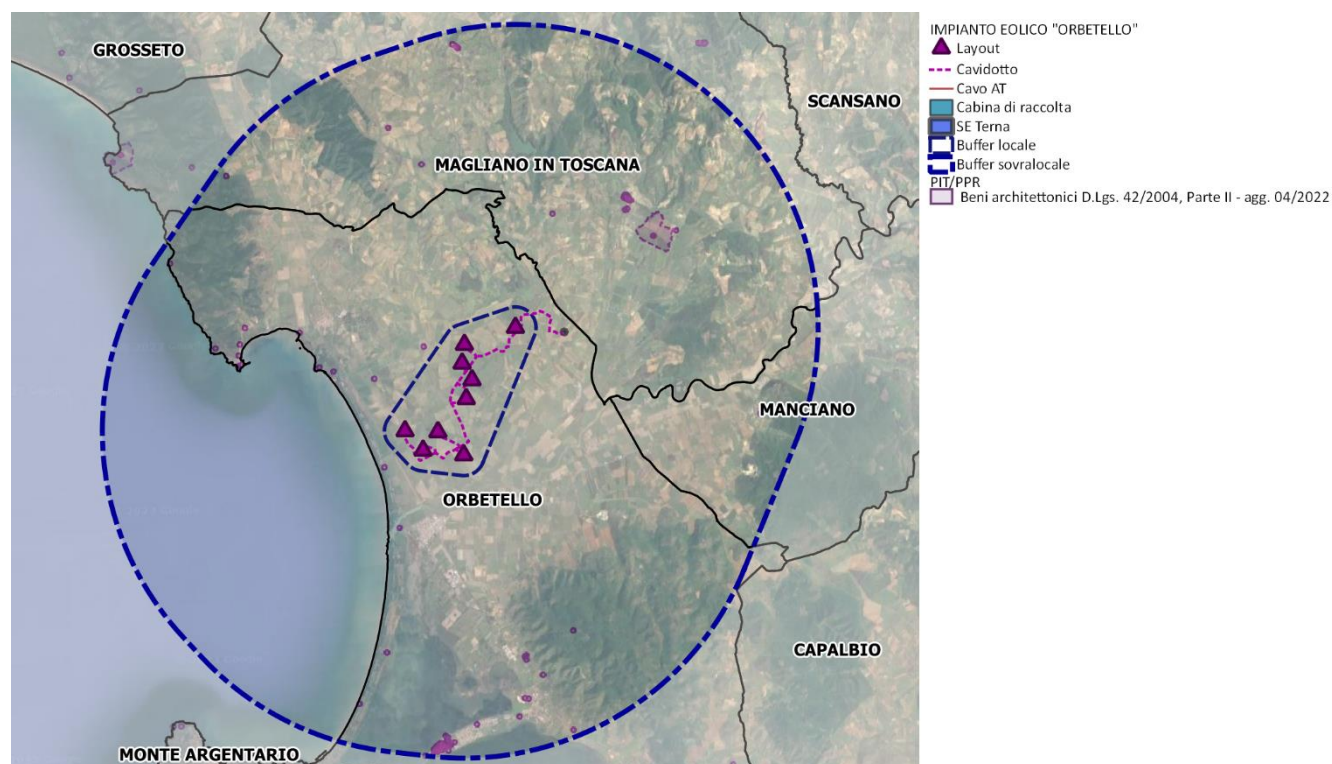 GROSSETO
SCANSANO
MAGLIANO IN TOSCANA
MANCIANO
ORBETELLO
CAPALBIO
MONTE ARGENTARIO
IMPIANTO EOLICO "ORBETELLO"
Layout
Cavidotto
Cavo AT
Cabina di raccolta
SE Terna
Buffer locale
Buffer sovralocale
PIT/PPR
Beni architettonici D.Lgs. 42/2004, Parte II - agg. 04/2022